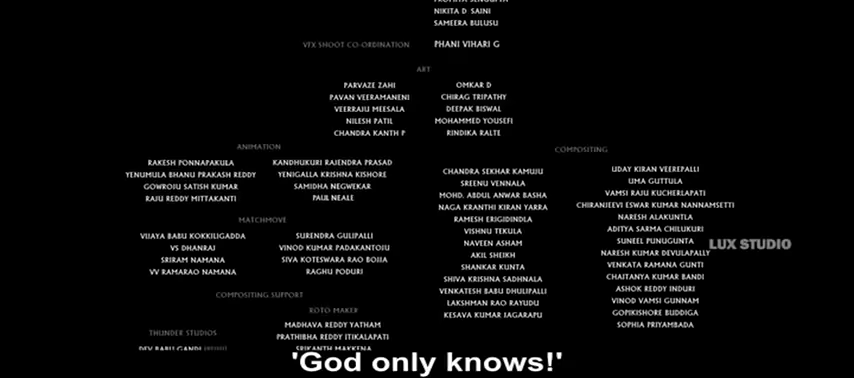 NIKITA D SAINI
SAMEERA BULUSU
VFX SHOOT CO-ORDINATION PHANI VIHARI G
ART
PARVAZE ZAHI OMKAR D
PAVAN VEERAMANENI CHIRAG TRIPATHY
VEERRAJU MEESALA DEEPAK BISWAL
NILESH PATIL MOHAMMED YOUSEFI
CHANDRA KANTH P RINDIKA RALTE
ANIMATION
RAKESH PONNAPAKULA KANDHUKURI RAJENDRA PRASAD
YENUMULA BHANU PRAKASH REDDY YENIGALLA KRISHNA KISHORE
GOWROJU SATISH KUMAR SAMIDHA NEGWEKAR
RAJU REDDY MITTAKANTI PAUL NEALE
MATCHMOVE
VIJAYA BABU KOKKILIGADDA SURENDRA GULIPALLI
VS DHANRAJ VINOD KUMAR PADAKANTOJU
SRIRAM NAMANA SIVA KOTESWARA RAO BOJJA
VV RAMARAO NAMANA RAGHU PODURI
COMPOSITING SUPPORT
THUNDER STUDIOS
DEV BABU GANDI
ROTO MAKER
MADHAVA REDDY YATHAM
PRATHIBHA REDDY ITIKALAPATI
SRIKANTH MAKKENA
COMPOSITING
CHANDRA SEKHAR KAMUJU UDAY KIRAN VEEREPALLI
SREENU VENNALA UMA GUTTULA
MOHD. ABDUL ANWAR BASHA VAMSI RAJU KUCHERLAPATI
NAGA KRANTHI KIRAN YARRA CHIRANJEEVI ESWAR KUMAR NANNAMSETTI
RAMESH ERIGIDINDLA NARESH ALAKUNTLA
VISHNU TEKULA ADITYA SARMA CHILUKURI
NAVEEN ASHAM SUNEEL PUNUGUNTA
AKIL SHEIKH NARESH KUMAR DEVULAPALLY
SHANKAR KUNTA VENKATA RAMANA GUNTI
SHIVA KRISHNA SADHNALA CHAITANYA KUMAR BANDI
VENKATESH BABU DHULIPALLI ASHOK REDDY INDURI
LAKSHMAN RAO RAYUDU VINOD VAMSI GUNNAM
KESAVA KUMAR JAGARAPU GOPIKISHORE BUDDIGA
SOPHIA PRIYAMBADA
LUX STUDIO
'God only knows!'